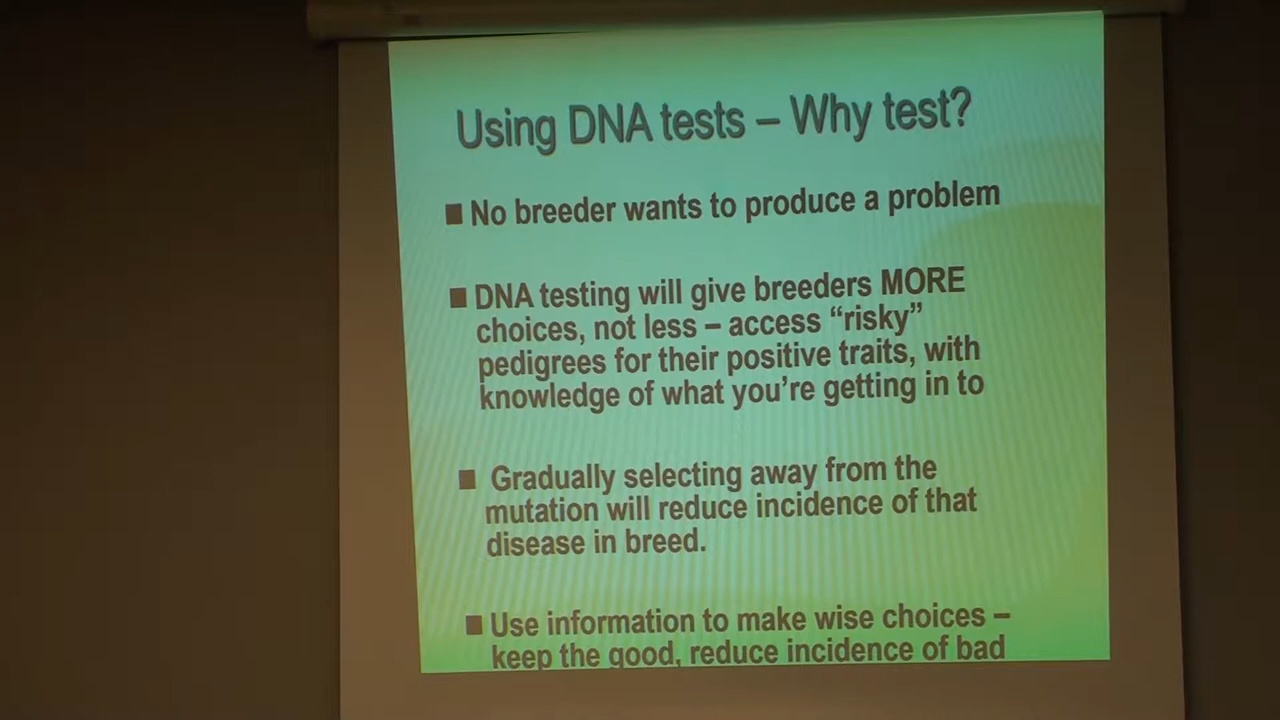 Using DNA tests – Why test?
■ No breeder wants to produce a problem
■ DNA testing will give breeders MORE
choices, not less – access “risky”
pedigrees for their positive traits, with
knowledge of what you’re getting in to
■ Gradually selecting away from the
mutation will reduce incidence of that
disease in breed.
■ Use information to make wise choices –
keep the good, reduce incidence of bad